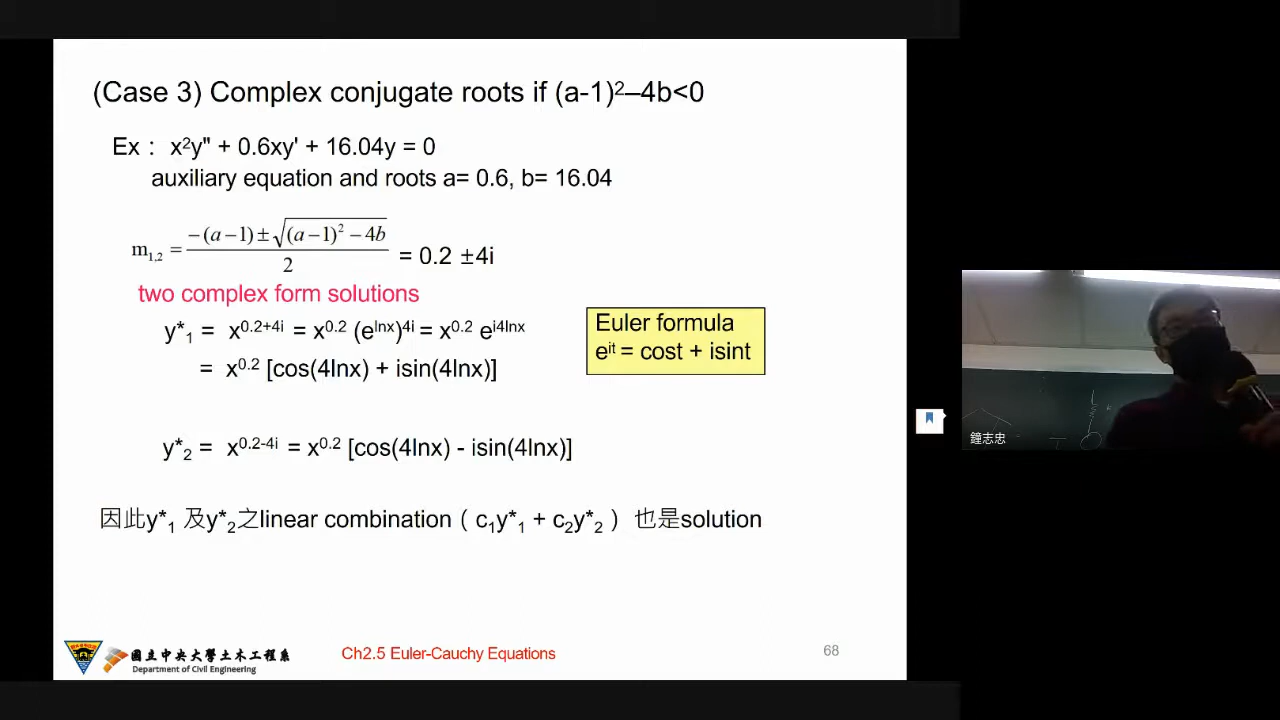 (Case 3) Complex conjugate roots if (a-1)²–4b<0
Ex： x²y" + 0.6xy' + 16.04y = 0
auxiliary equation and roots a= 0.6, b= 16.04
m₁,₂ = (−(a−1)±√((a−1)² −4b))/2 = 0.2 ±4i
two complex form solutions
y*₁ = x^0.2+4i = x^0.2 (e^lnx)^4i = x^0.2 e^i4lnx
= x^0.2 [cos(4lnx) + isin(4lnx)]
Euler formula
e^it = cost + isint
y*₂ = x^0.2-4i = x^0.2 [cos(4lnx) - isin(4lnx)]
因此y*₁ 及y*₂之linear combination（c₁y*₁ + c₂y*₂ ） 也是solution
鐘志忠
國立中央大學土木工程系
Department of Civil Engineering
Ch2.5 Euler-Cauchy Equations
68